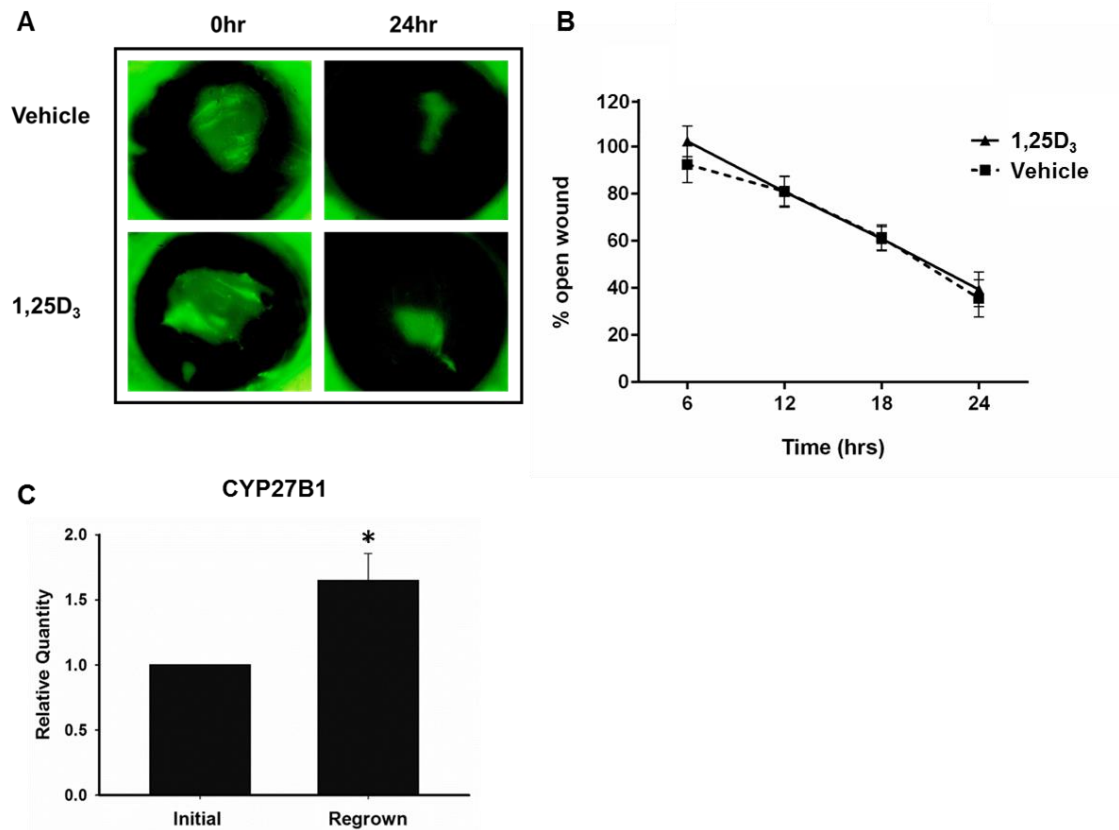 A
0hr 24hr
Vehicle
1,25D₃
B
120
100
80
60
40
20
0
% open wound
6 12 18 24
Time (hrs)
1,25D₃
Vehicle
C
CYP27B1
2.0
1.5
1.0
0.5
0.0
Relative Quantity
*
Initial Regrown